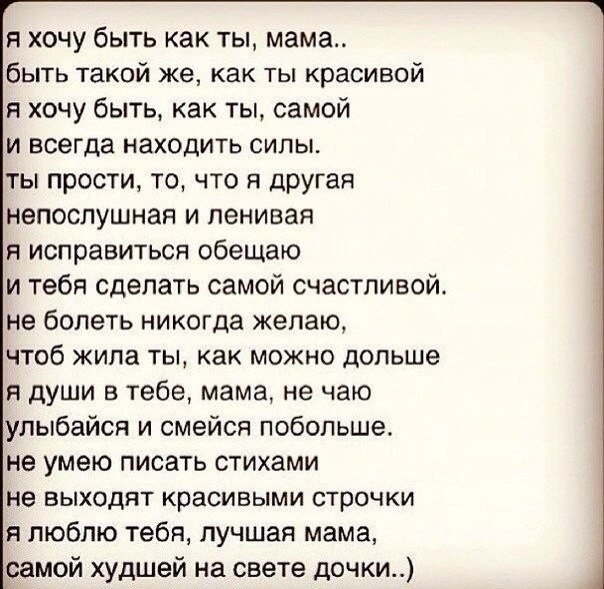 я хочу быть как ты, мама..
быть такой же, как ты красивой
я хочу быть, как ты, самой
и всегда находить силы.
ты прости, то, что я другая
непослушная и ленивая
я исправиться обещаю
и тебя сделать самой счастливой.
не болеть никогда желаю,
чтоб жила ты, как можно дольше
я души в тебе, мама, не чаю
улыбайся и смейся побольше.
не умею писать стихами
не выходят красивыми строчки
я люблю тебя, лучшая мама,
самой худшей на свете дочки..)